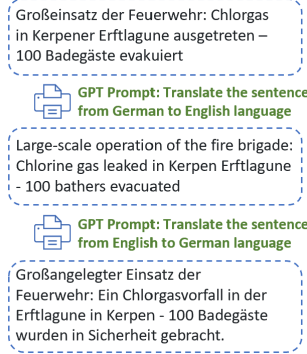 Großeinsatz der Feuerwehr: Chlorgas
in Kerpener Erftlagune ausgetreten –
100 Badegäste evakuiert
GPT Prompt: Translate the sentence
from German to English language
Large-scale operation of the fire brigade:
Chlorine gas leaked in Kerpen Erftlagune
- 100 bathers evacuated
GPT Prompt: Translate the sentence
from English to German language
Großangelegter Einsatz der
Feuerwehr: Ein Chlorgasvorfall in der
Erftlagune in Kerpen - 100 Badegäste
wurden in Sicherheit gebracht.